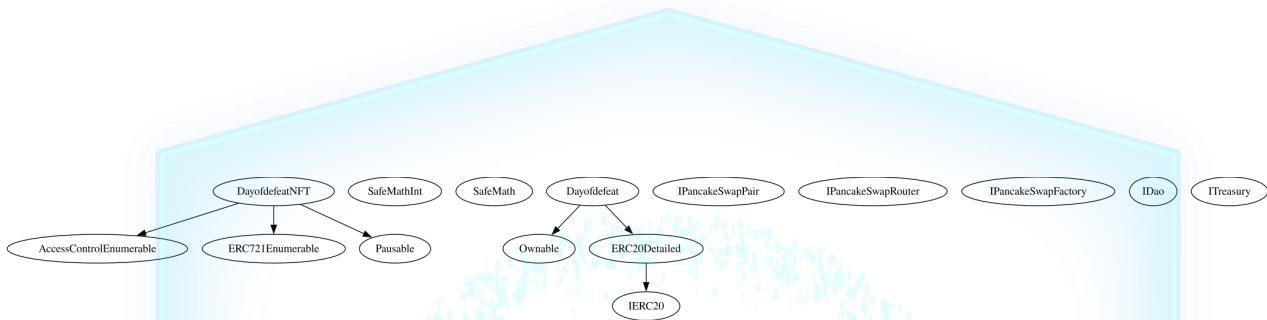 DayofdefeatNFT SafeMathInt SafeMath Dayofdefeat IPancakeSwapPair IPancakeSwapRouter IPancakeSwapFactory IDao ITreasury
AccessControlEnumerable ERC721Enumerable Pausable Ownable ERC20Detailed
IERC20